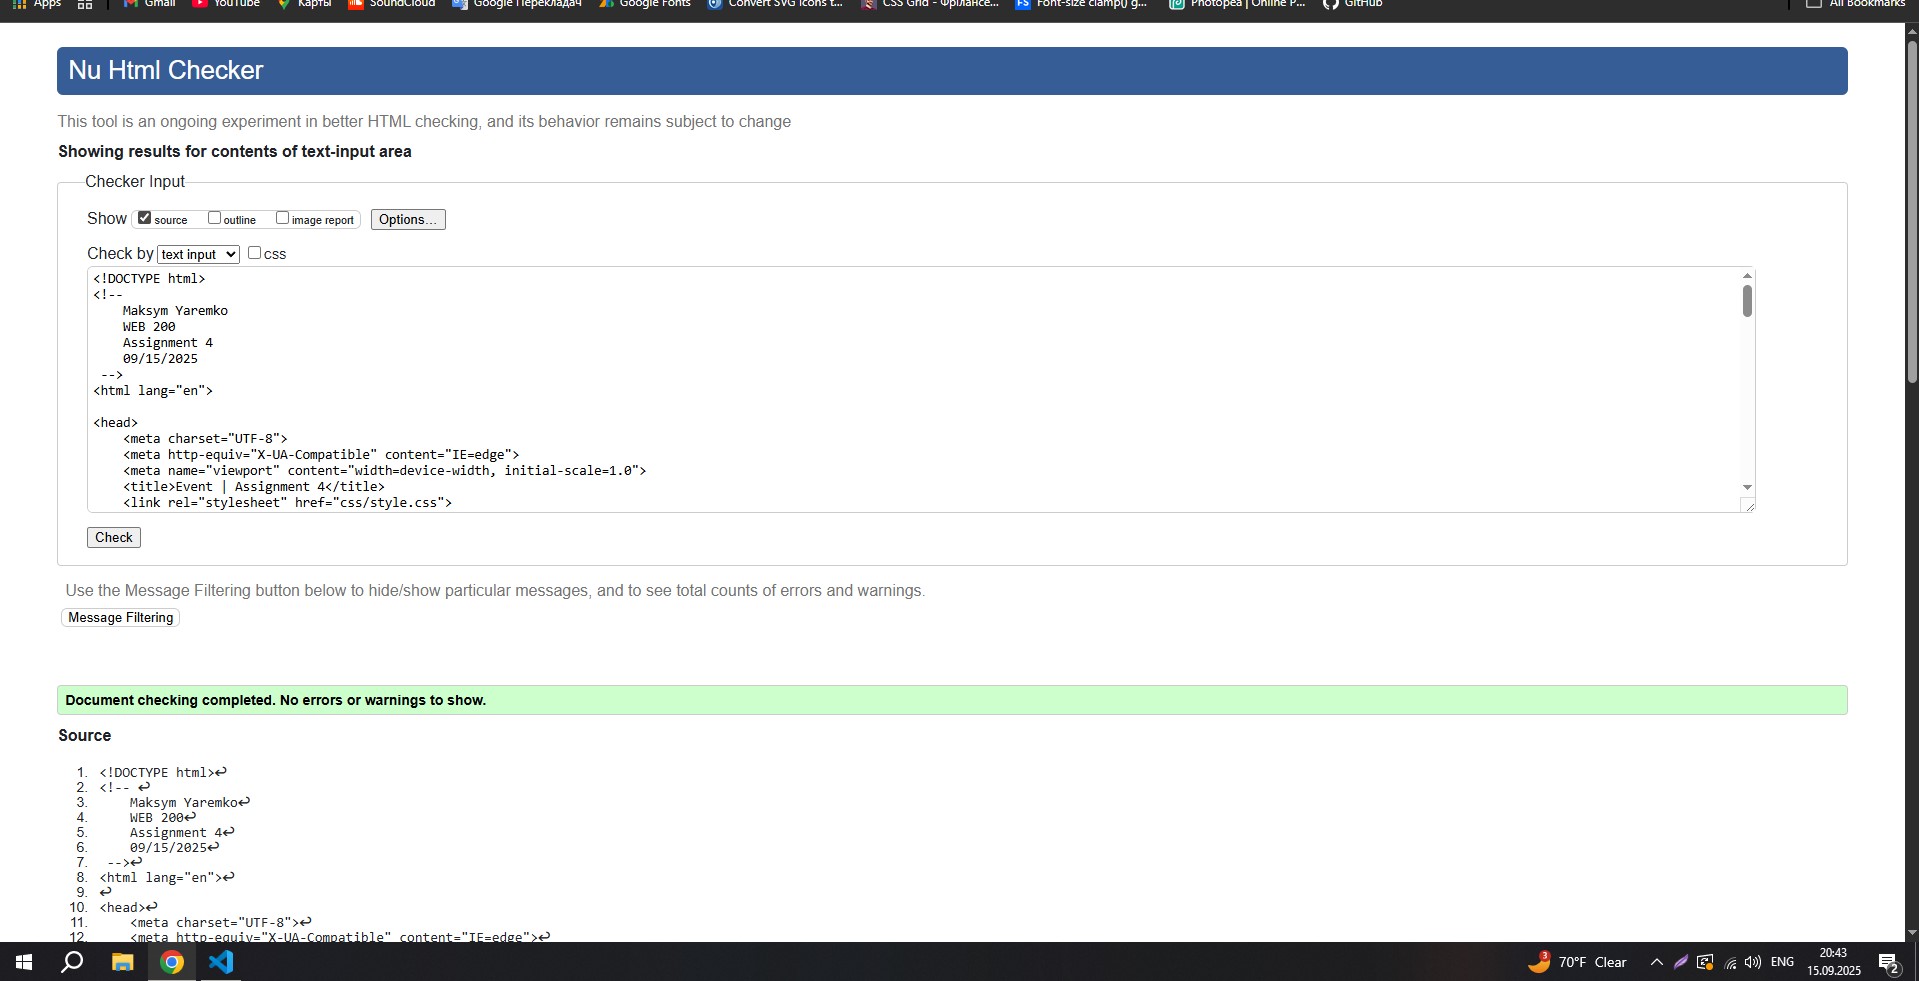 Apps Gmail YouTube Карты SoundCloud Google Перекладач Google Fonts Convert SVG Icons t... CSS Grid - Фрілансе... Font-size clamp() g... Photopea | Online P... GitHub All Bookmarks
Nu Html Checker
This tool is an ongoing experiment in better HTML checking, and its behavior remains subject to change
Showing results for contents of text-input area
Checker Input
Show source outline image report Options...
Check by text input css
<!DOCTYPE html>
<!--
Maksym Yaremko
WEB 200
Assignment 4
09/15/2025
-->
<html lang="en">
<head>
<meta charset="UTF-8">
<meta http-equiv="X-UA-Compatible" content="IE=edge">
<meta name="viewport" content="width=device-width, initial-scale=1.0">
<title>Event | Assignment 4</title>
<link rel="stylesheet" href="css/style.css">
Check
Use the Message Filtering button below to hide/show particular messages, and to see total counts of errors and warnings.
Message Filtering
Document checking completed. No errors or warnings to show.
Source
1. <!DOCTYPE html>↩
2. <!-- ↩
3. Maksym Yaremko↩
4. WEB 200↩
5. Assignment 4↩
6. 09/15/2025↩
7. -->↩
8. <html lang="en">↩
9. ↩
10. <head>↩
11. <meta charset="UTF-8">↩
12. <meta http-equiv="X-UA-Compatible" content="IE=edge">↩
3 70°F Clear ENG 20:43 2
15.09.2025